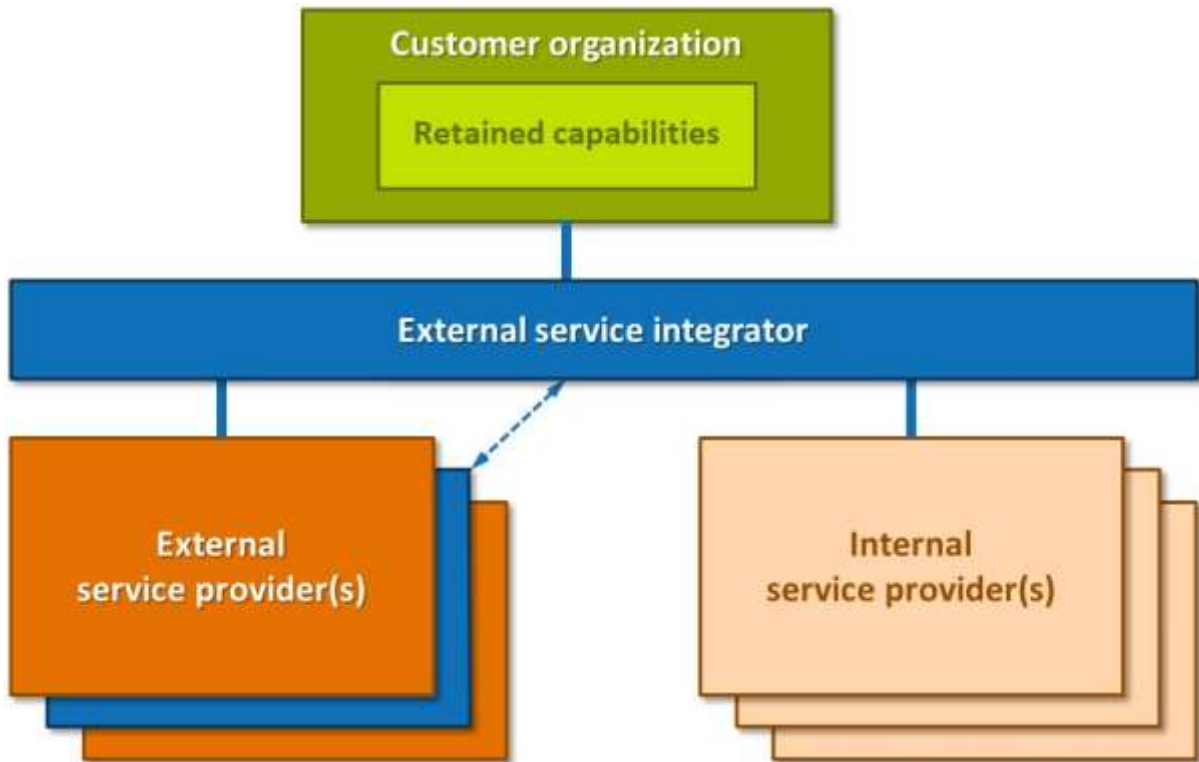 Customer organization
Retained capabilities
External service integrator
External
service provider(s)
Internal
service provider(s)